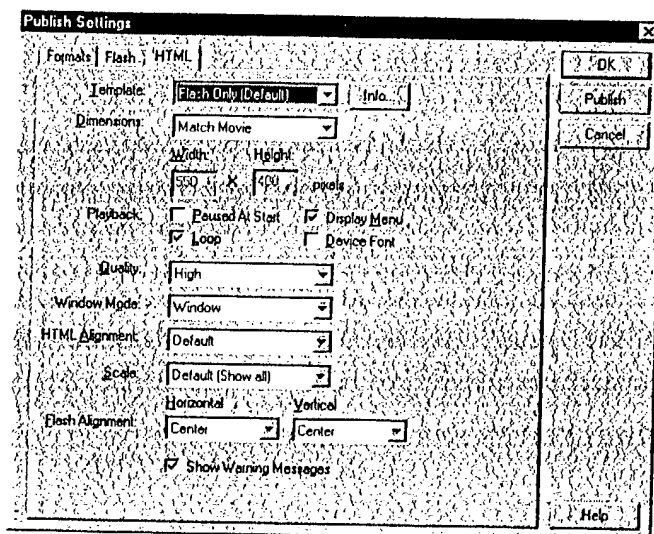 Publish Settings
Formats Flash HTML
OK
Template: Flash Only (Default) Info...
Publish
Dimensions: Match Movie
Cancel
Width: Height:
550 X 400 pixels
Playback: Paused At Start Display Menu
Loop Device Font
Quality: High
Window Mode: Window
HTML Alignment: Default
Scale: Default (Show all)
Horizontal Vertical
Flash Alignment: Center Center
Show Warning Messages
Help